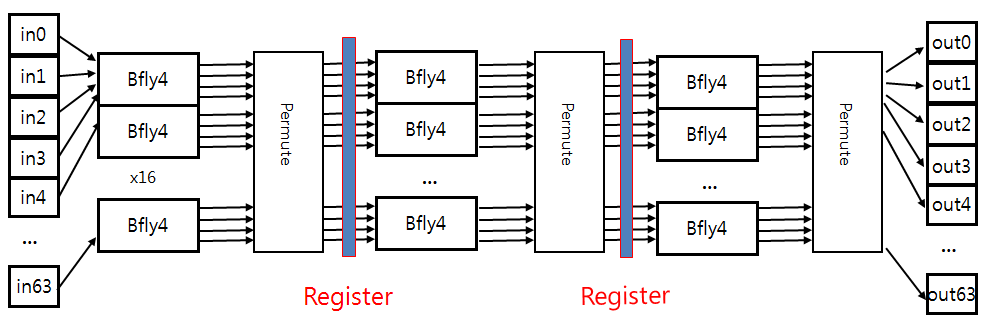 in0
in1
in2
in3
in4
...
in63
Bfly4
Bfly4
x16
Bfly4
Permute
Register
Bfly4
Bfly4
...
Bfly4
Permute
Register
Bfly4
Bfly4
...
Bfly4
Permute
out0
out1
out2
out3
out4
...
out63